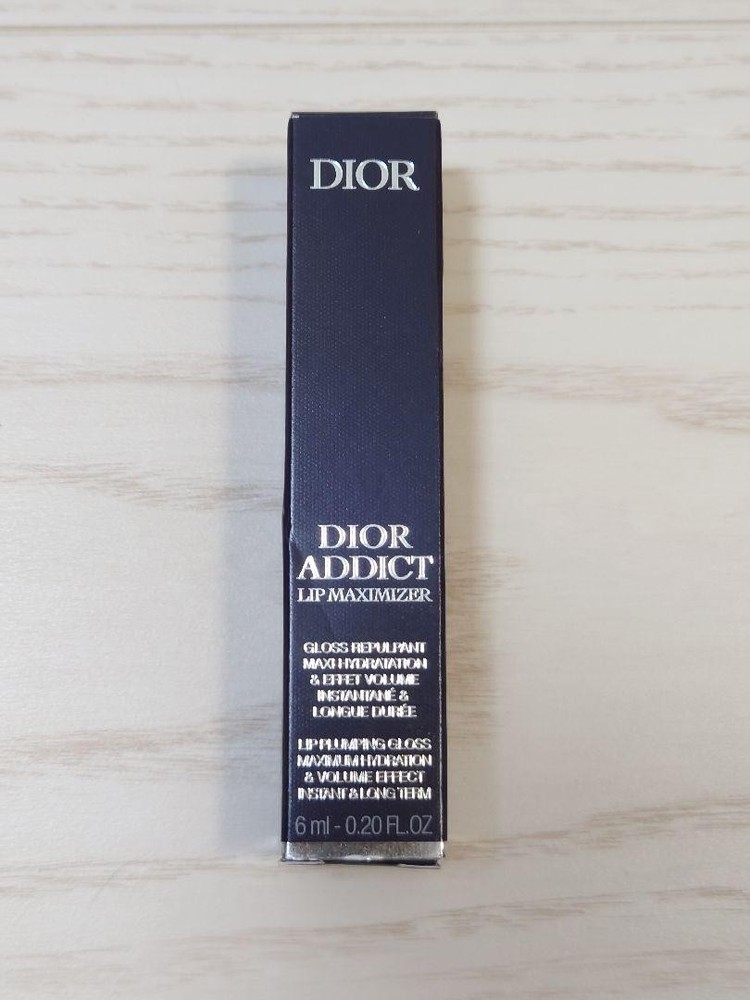 DIOR
DIOR
ADDICT
LIP MAXIMIZER
GLOSS REPULPANT
MAXI HYDRATATION
& EFFET VOLUME
INSTANTANÉ &
LONGUE DURÉE
LIP PLUMPING GLOSS
MAXIMUM HYDRATION
& VOLUME EFFECT
INSTANT & LONG TERM
6 ml - 0.20 FL.OZ